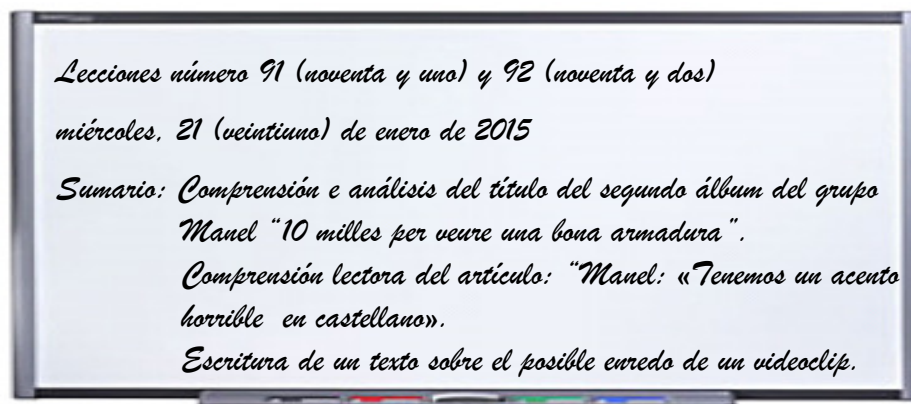 Lecciones número 91 (noventa y uno) y 92 (noventa y dos)
miércoles, 21 (veintiuno) de enero de 2015
Sumario: Comprensión e análisis del título del segundo álbum del grupo
Manel “10 milles per veure una bona armadura”.
Comprensión lectora del artículo: “Manel: «Tenemos un acento
horrible en castellano».
Escritura de un texto sobre el posible enredo de un videoclip.